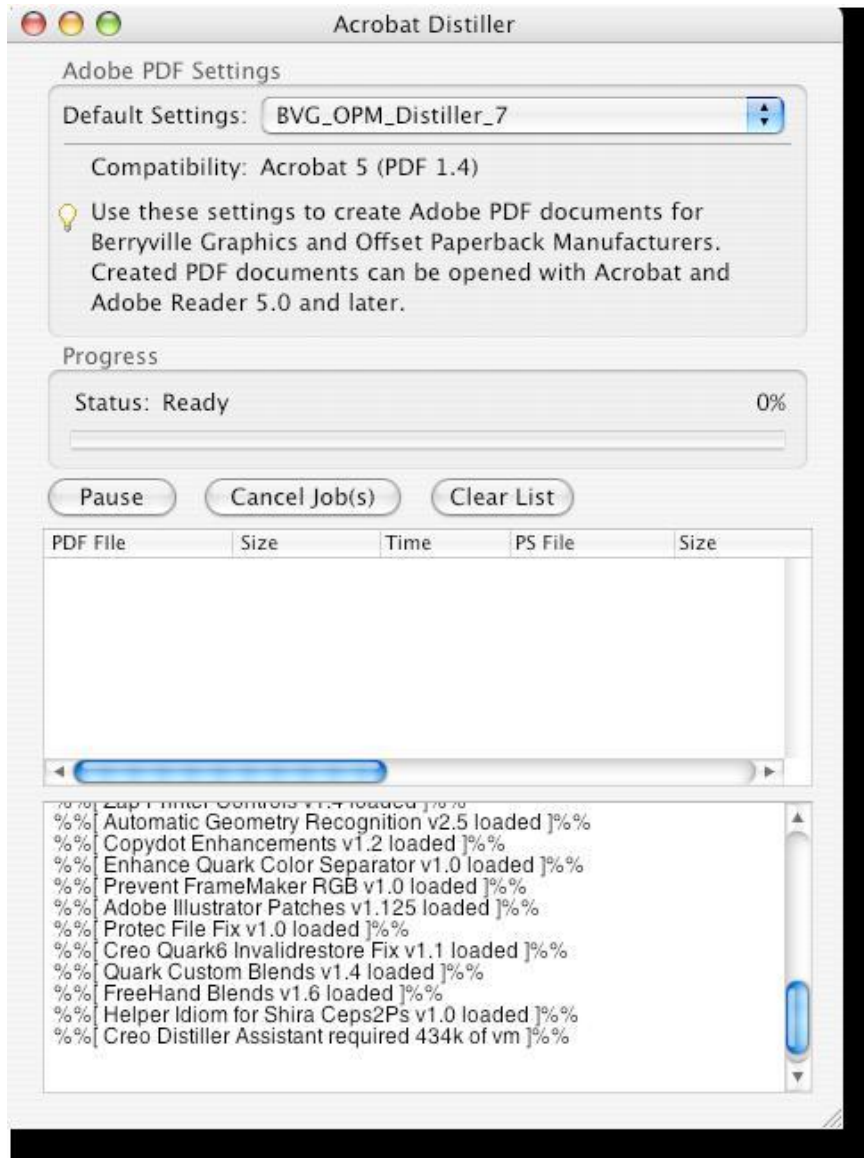 Acrobat Distiller
Adobe PDF Settings
Default Settings: BVG_OPM_Distiller_7
Compatibility: Acrobat 5 (PDF 1.4)
Use these settings to create Adobe PDF documents for
Berryville Graphics and Offset Paperback Manufacturers.
Created PDF documents can be opened with Acrobat and
Adobe Reader 5.0 and later.
Progress
Status: Ready 0%
Pause Cancel Job(s) Clear List
PDF FIle Size Time PS File Size
%%[ Zap Printer Controls v1.4 loaded ]%%
%%[ Automatic Geometry Recognition v2.5 loaded ]%%
%%[ Copydot Enhancements v1.2 loaded ]%%
%%[ Enhance Quark Color Separator v1.0 loaded ]%%
%%[ Prevent FrameMaker RGB v1.0 loaded ]%%
%%[ Adobe Illustrator Patches v1.125 loaded ]%%
%%[ Protec File Fix v1.0 loaded ]%%
%%[ Creo Quark6 Invalidrestore Fix v1.1 loaded ]%%
%%[ Quark Custom Blends v1.4 loaded ]%%
%%[ FreeHand Blends v1.6 loaded ]%%
%%[ Helper Idiom for Shira Ceps2Ps v1.0 loaded ]%%
%%[ Creo Distiller Assistant required 434k of vm ]%%